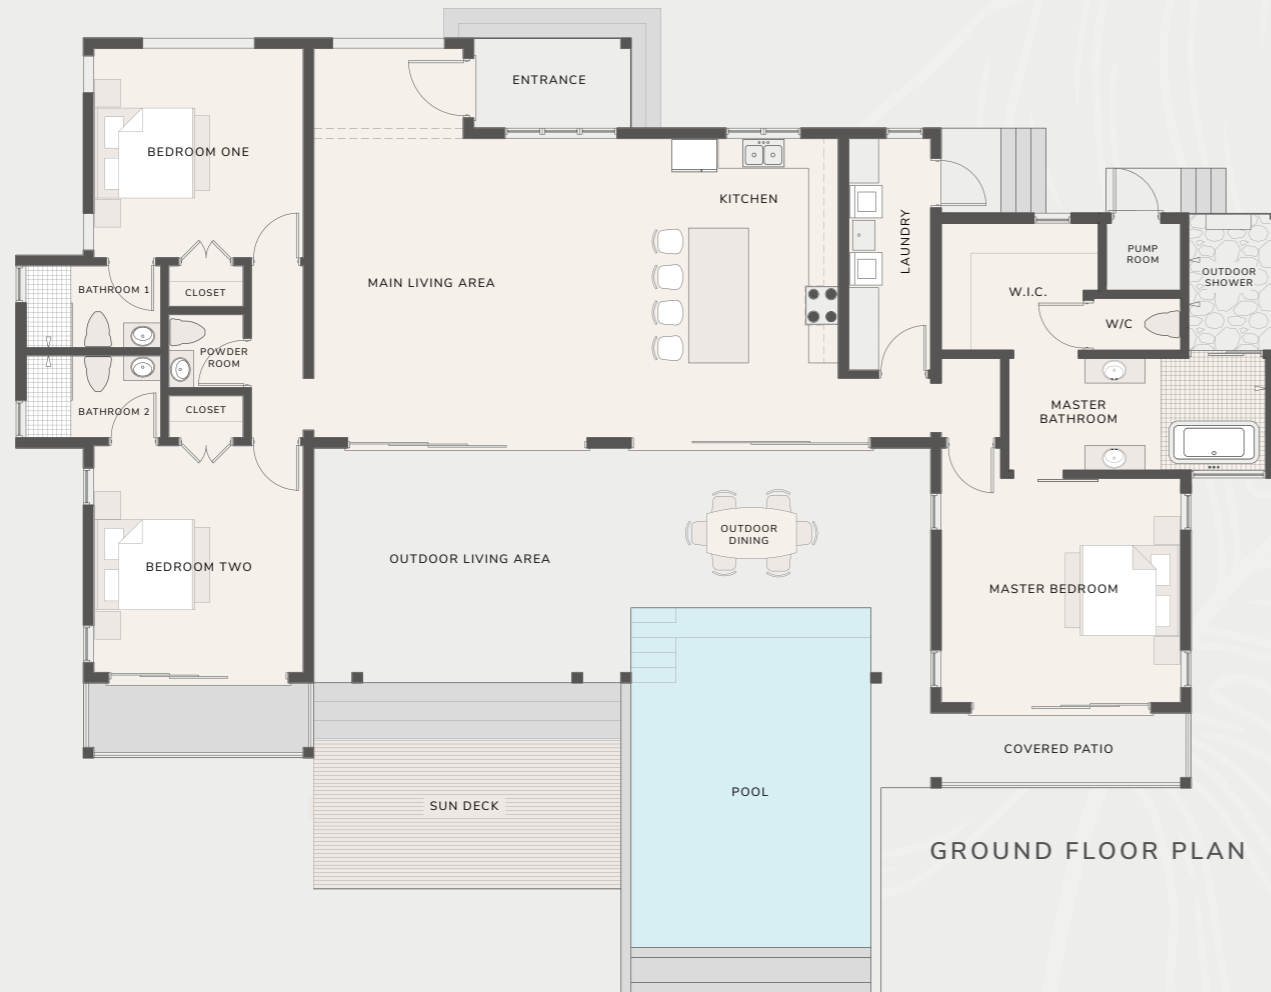 ENTRANCE
BEDROOM ONE
KITCHEN
LAUNDRY
PUMP
ROOM
OUTDOOR
SHOWER
MAIN LIVING AREA
BATHROOM 1
CLOSET
W.I.C.
W/C
POWDER
ROOM
BATHROOM 2
CLOSET
MASTER
BATHROOM
OUTDOOR LIVING AREA
OUTDOOR
DINING
BEDROOM TWO
MASTER BEDROOM
COVERED PATIO
SUN DECK
POOL
GROUND FLOOR PLAN